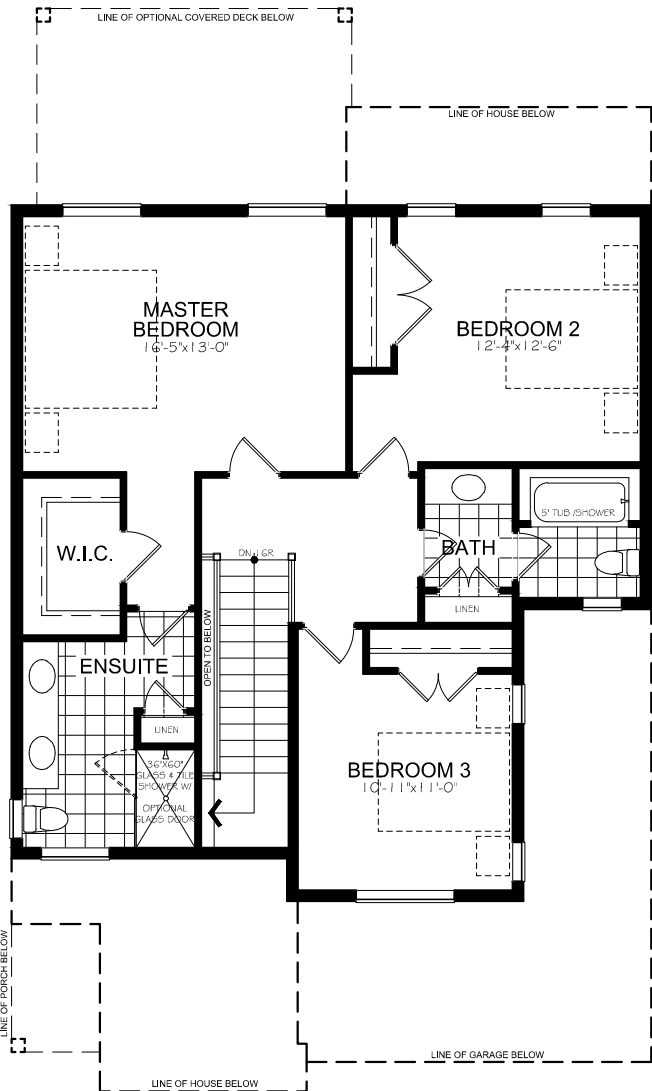 LINE OF OPTIONAL COVERED DECK BELOW
LINE OF HOUSE BELOW
MASTER
BEDROOM
16'-5"x13'-0"
BEDROOM 2
12'-4"x12'-6"
5' TUB /SHOWER
W.I.C.
DN 16R
BATH
LINEN
OPEN TO BELOW
ENSUITE
LINEN
36"X60"
GLASS & TILE
SHOWER W/
OPTIONAL
GLASS DOOR
BEDROOM 3
10'-11"x11'-0"
LINE OF PORCH BELOW
LINE OF GARAGE BELOW
LINE OF HOUSE BELOW